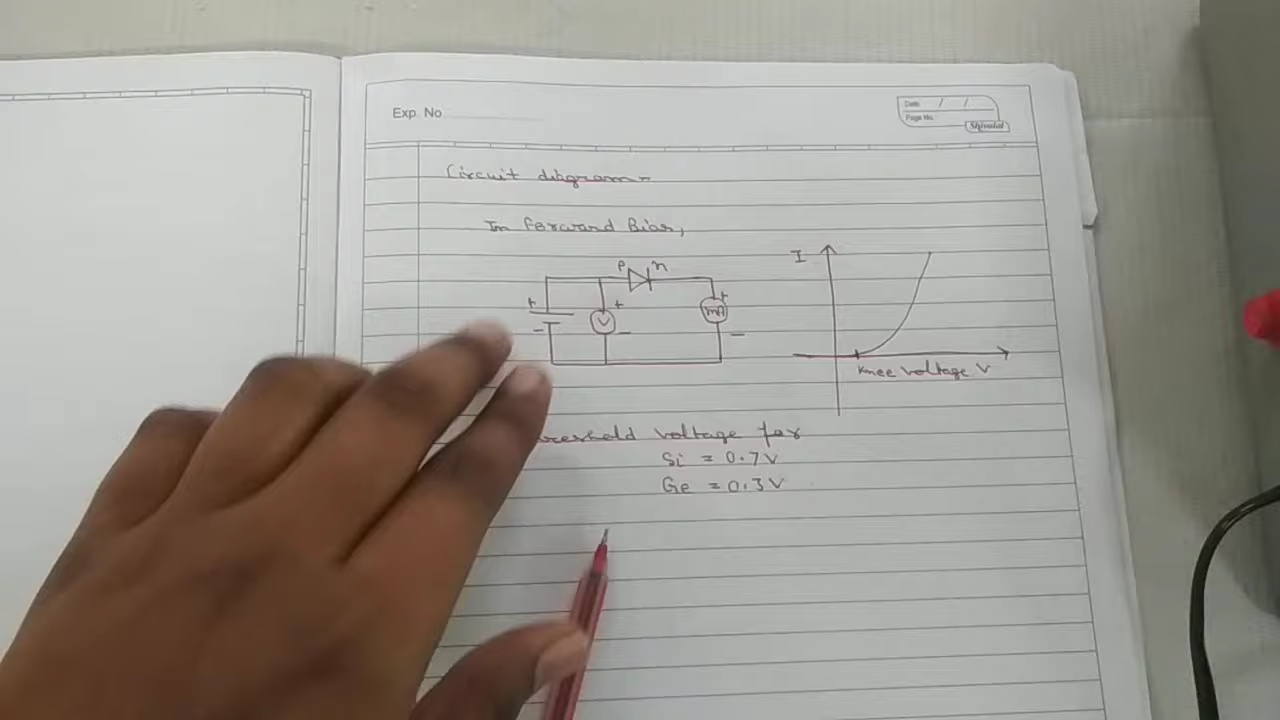 Exp. No
Date / /
Page No.
Shivalal
Circuit diagram:-
In forward Bias,
P n
+ + +
V mA
- - -
I
Knee voltage V
voltage for
Si = 0.7V
Ge = 0.3V